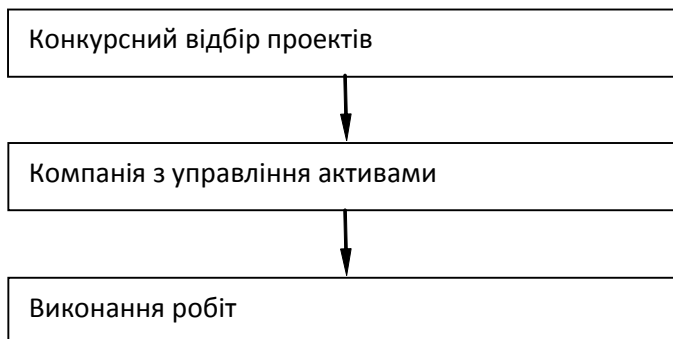 Конкурсний відбір проектів
Компанія з управління активами
Виконання робіт